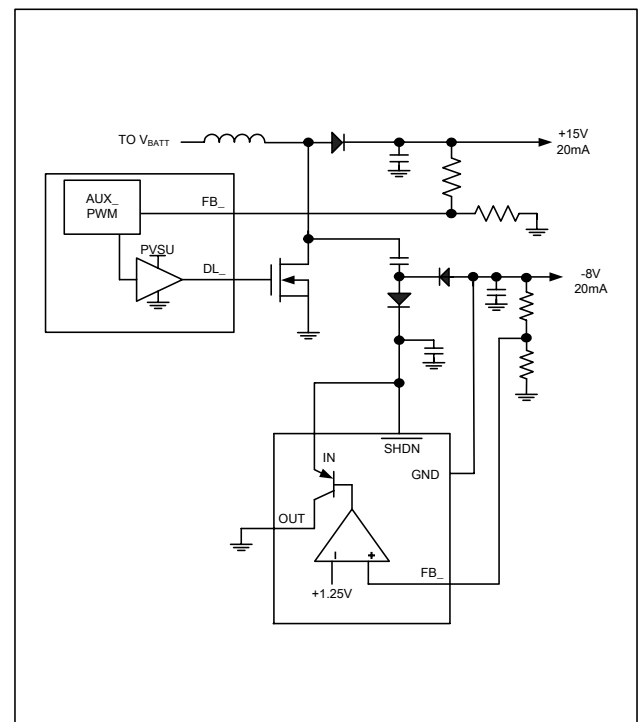 TO VBATT
+15V
20mA
AUX_
PWM
FB_
PVSU
DL_
-8V
20mA
SHDN
IN
GND
OUT
FB_
+1.25V